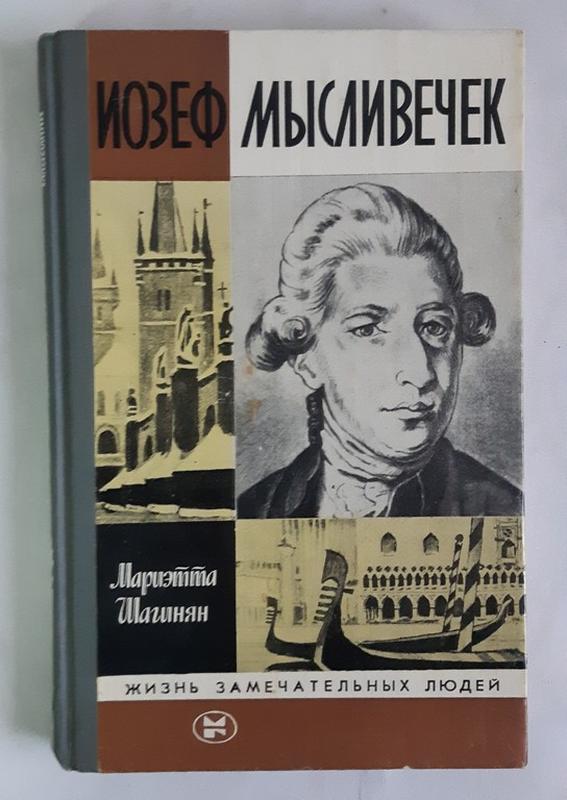 ИОЗЕФ МЫСЛИВЕЧЕК
Мариэтта
Шагинян
ЖИЗНЬ ЗАМЕЧАТЕЛЬНЫХ ЛЮДЕЙ